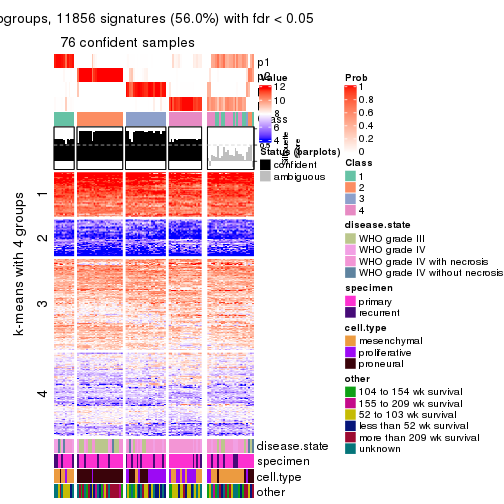 ogroups, 11856 signatures (56.0%) with fdr < 0.05
76 confident samples
p1
Value
12
10
8
6
4
Prob
1
0.8
0.6
0.4
0.2
0
Status (barplots)
confident
ambiguous
Class
1
2
3
4
disease.state
WHO grade III
WHO grade IV
WHO grade IV with necrosis
WHO grade IV without necrosis
specimen
primary
recurrent
cell.type
mesenchymal
proliferative
proneural
other
104 to 154 wk survival
155 to 209 wk survival
52 to 103 wk survival
less than 52 wk survival
more than 209 wk survival
unknown
k-means with 4 groups
1
2
3
4
disease.state
specimen
cell.type
other